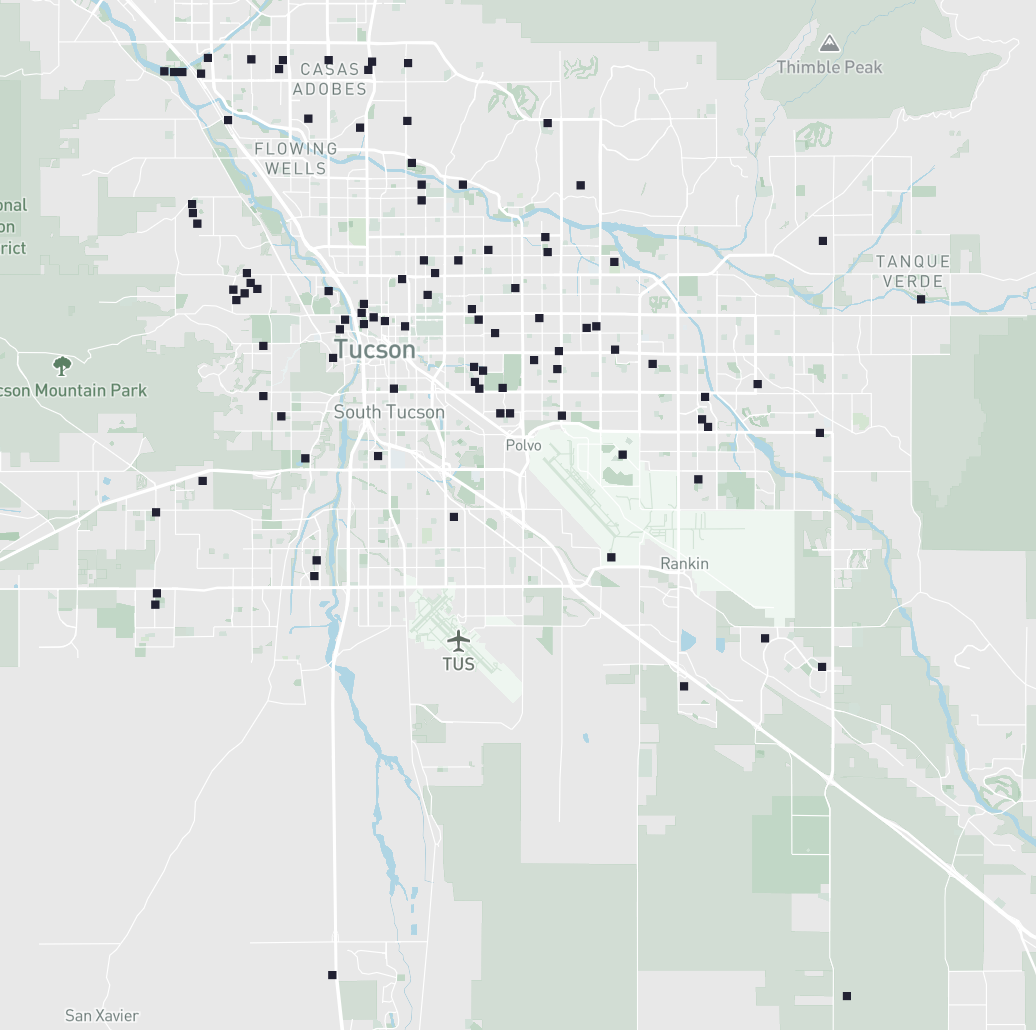 Thimble Peak
CASAS
ADOBES
FLOWING
WELLS
onal
on
rict
TANQUE
VERDE
Tucson
cson Mountain Park
South Tucson
Polvo
Rankin
TUS
San Xavier